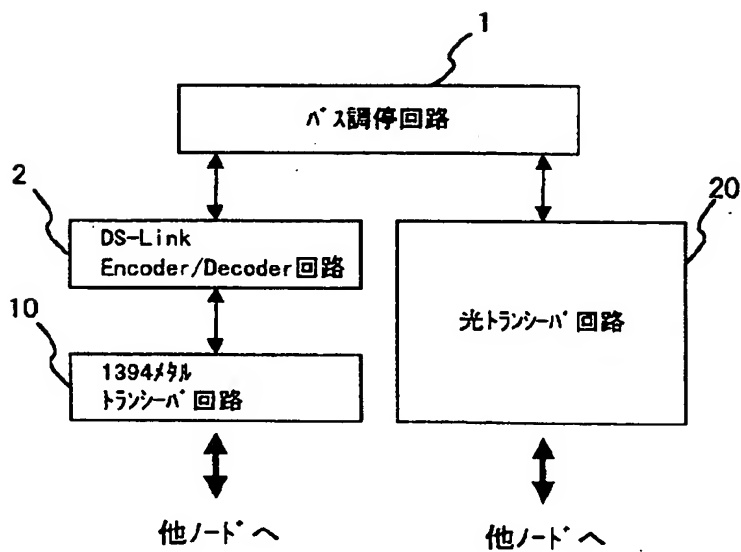 1
バス調停回路
2
20
DS-Link
Encoder/Decoder回路
光トランシーバ回路
10
1394メタル
トランシーバ回路
他ノードへ
他ノードへ